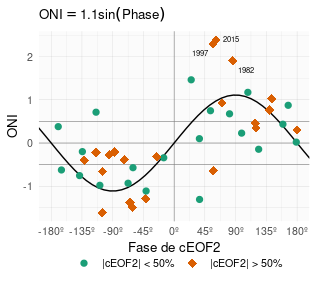 ONI = 1.1sin(Phase)
2
1
0
-1
ONI
1997
2015
1982
-180° -135° -90° -45° 0° 45° 90° 135° 180°
Fase de cEOF2
|cEOF2| < 50% |cEOF2| > 50%